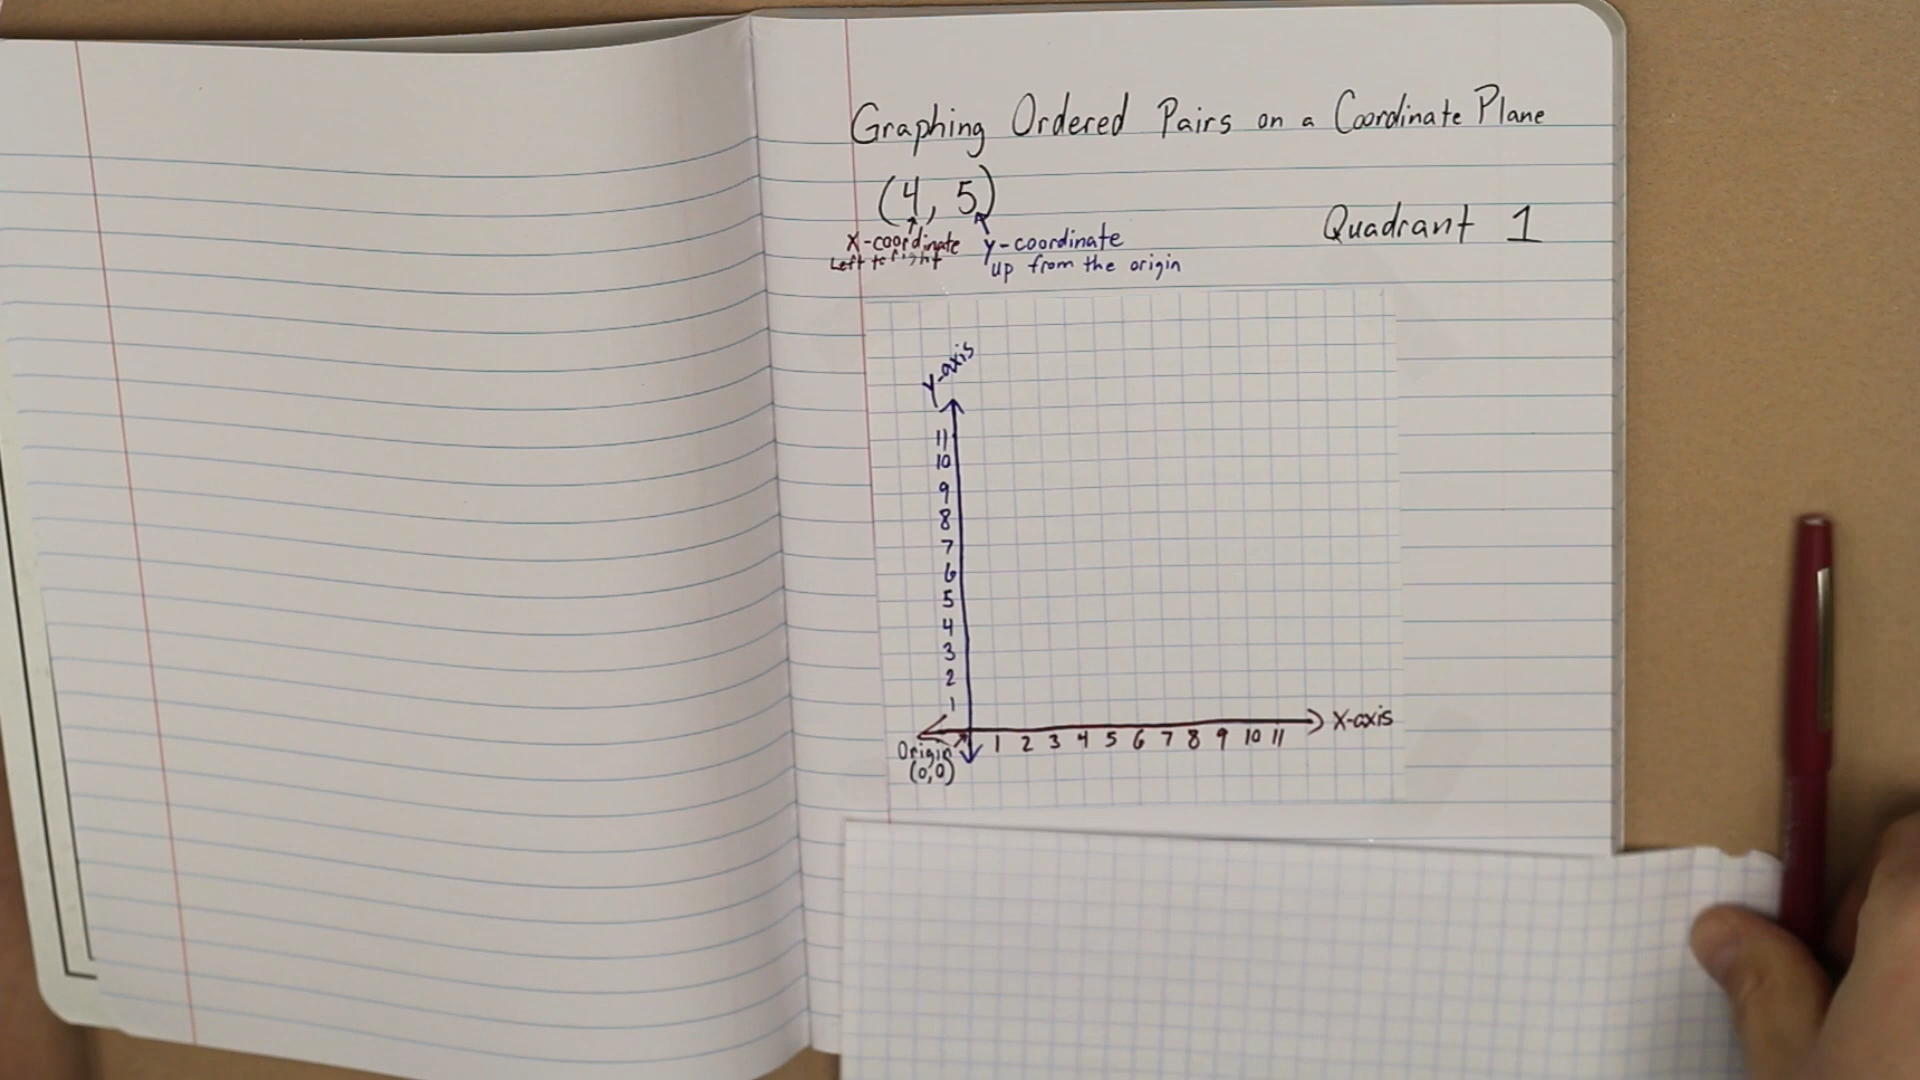 Graphing Ordered Pairs on a Coordinate Plane
(4, 5)
Quadrant 1
X-coordinate
Left to right
y-coordinate
up from the origin
Y-axis
11
10
9
8
7
6
5
4
3
2
1
X-axis
1 2 3 4 5 6 7 8 9 10 11
Origin
(0,0)